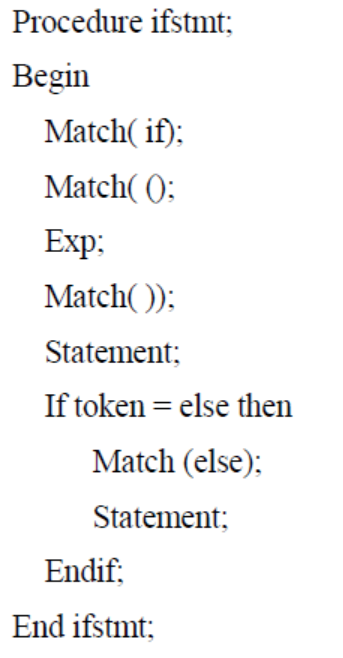 Procedure ifstmt;
Begin
Match( if);
Match( ();
Exp;
Match( ));
Statement;
If token = else then
Match (else);
Statement;
Endif;
End ifstmt;